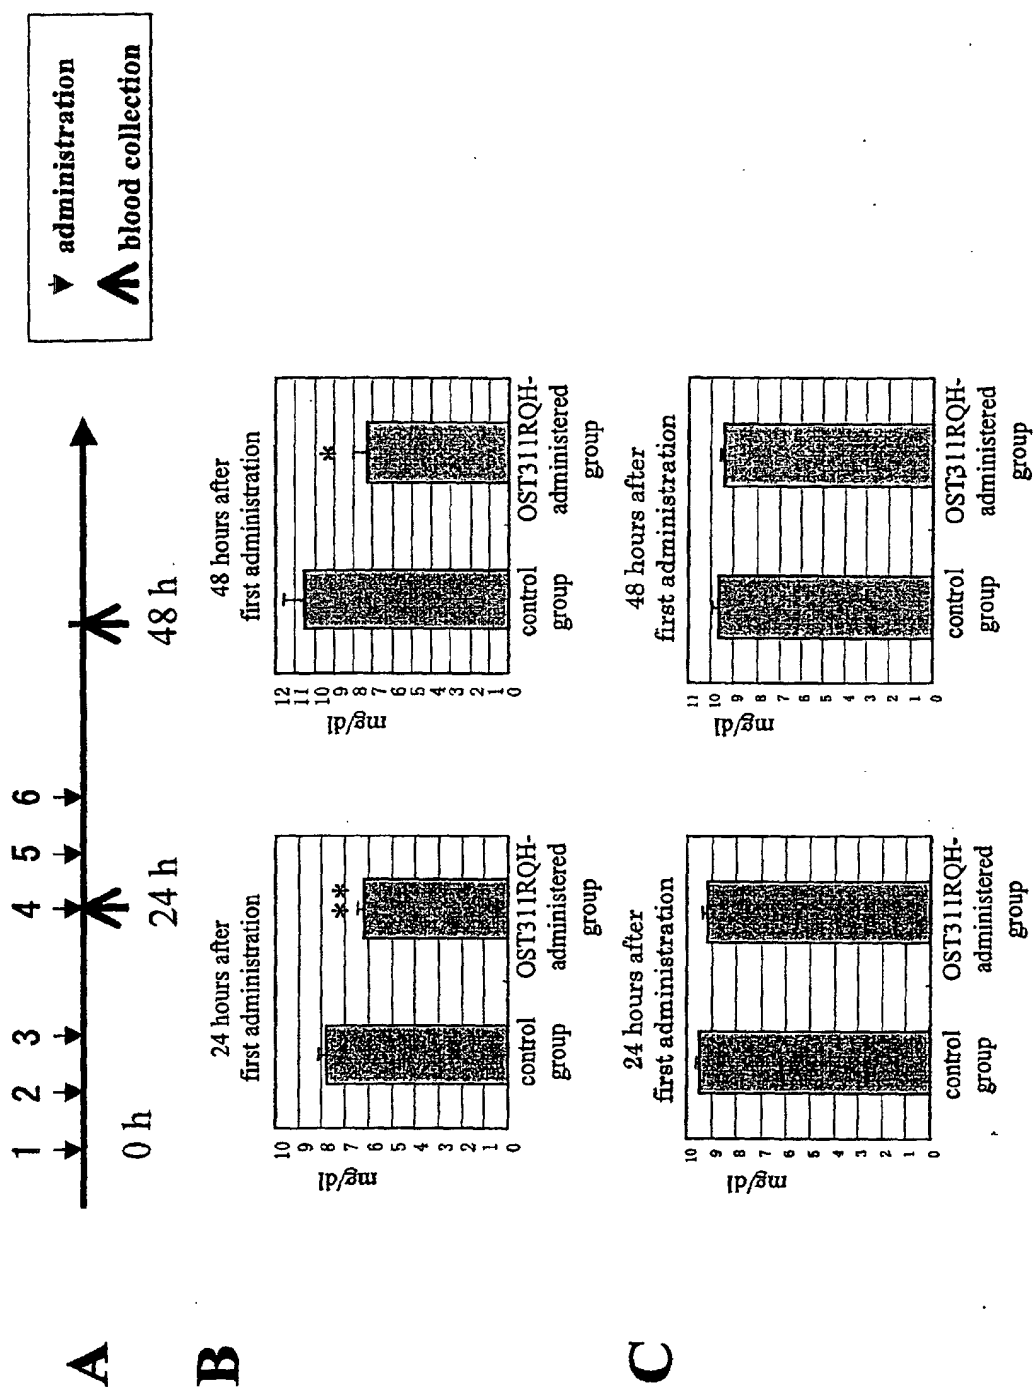 A
1 2 3 4 5 6
0 h 24 h 48 h
administration
blood collection
B
24 hours after
first administration
mg/dl
10
9
8
7
6
5
4
3
2
1
0
**
control
group
OST311RQH-
administered
group
48 hours after
first administration
mg/dl
12
11
10
9
8
7
6
5
4
3
2
1
0
*
control
group
OST311RQH-
administered
group
C
24 hours after
first administration
mg/dl
10
9
8
7
6
5
4
3
2
1
0
control
group
OST311RQH-
administered
group
48 hours after
first administration
mg/dl
11
10
9
8
7
6
5
4
3
2
1
0
control
group
OST311RQH-
administered
group